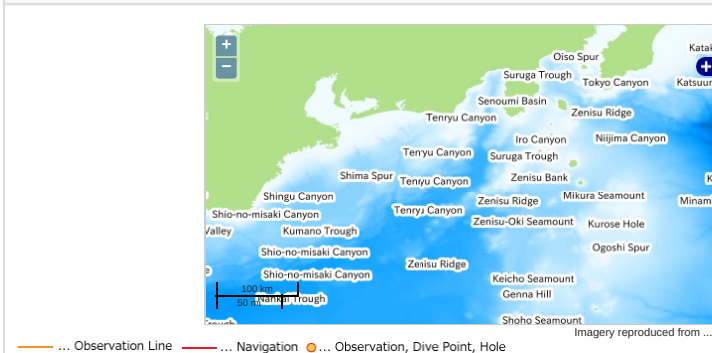 +
−
Oiso Spur
Katak
Suruga Trough
Tokyo Canyon
Katsuur
Senoumi Basin
Zenisu Ridge
Tenryu Canyon
Iro Canyon
Niijima Canyon
Tenryu Canyon
Suruga Trough
Shima Spur
Tenryu Canyon
Zenisu Bank
K
Shingu Canyon
Zenisu Ridge
Mikura Seamount
Minam
Shio-no-misaki Canyon
Tenryu Canyon
Valley
Kumano Trough
Zenisu-Oki Seamount
Kurose Hole
Shio-no-misaki Canyon
Ogoshi Spur
Zenisu Ridge
e
Shio-no-misaki Canyon
Keicho Seamount
100 km
50 mi
Nankai Trough
Genna Hill
Trough
Shoho Seamount
Imagery reproduced from ...
... Observation Line ... Navigation ... Observation, Dive Point, Hole